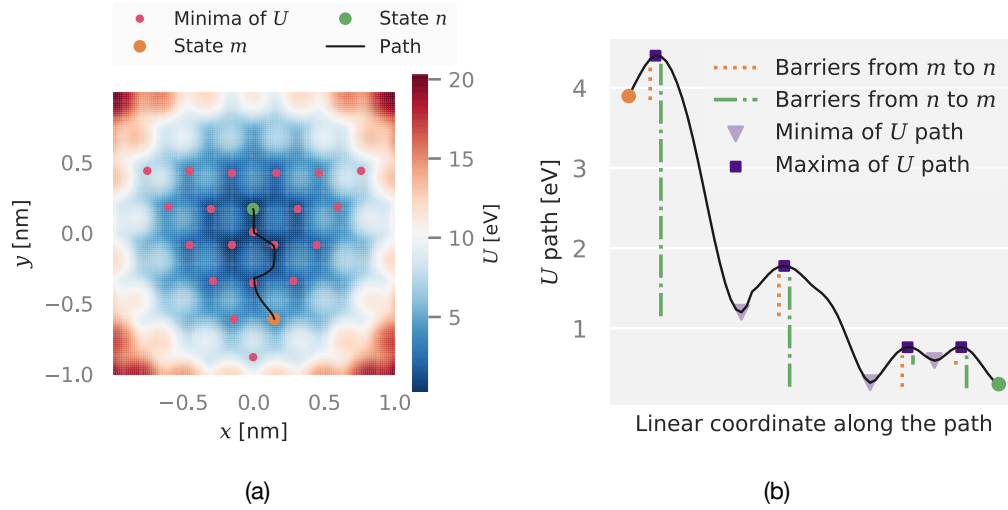 Minima of U
State m
State n
Path
20
15
10
5
U [eV]
0.5
0.0
−0.5
−1.0
y [nm]
−0.5
0.0
0.5
1.0
x [nm]
(a)
4
3
2
1
U path [eV]
Barriers from m to n
Barriers from n to m
Minima of U path
Maxima of U path
Linear coordinate along the path
(b)